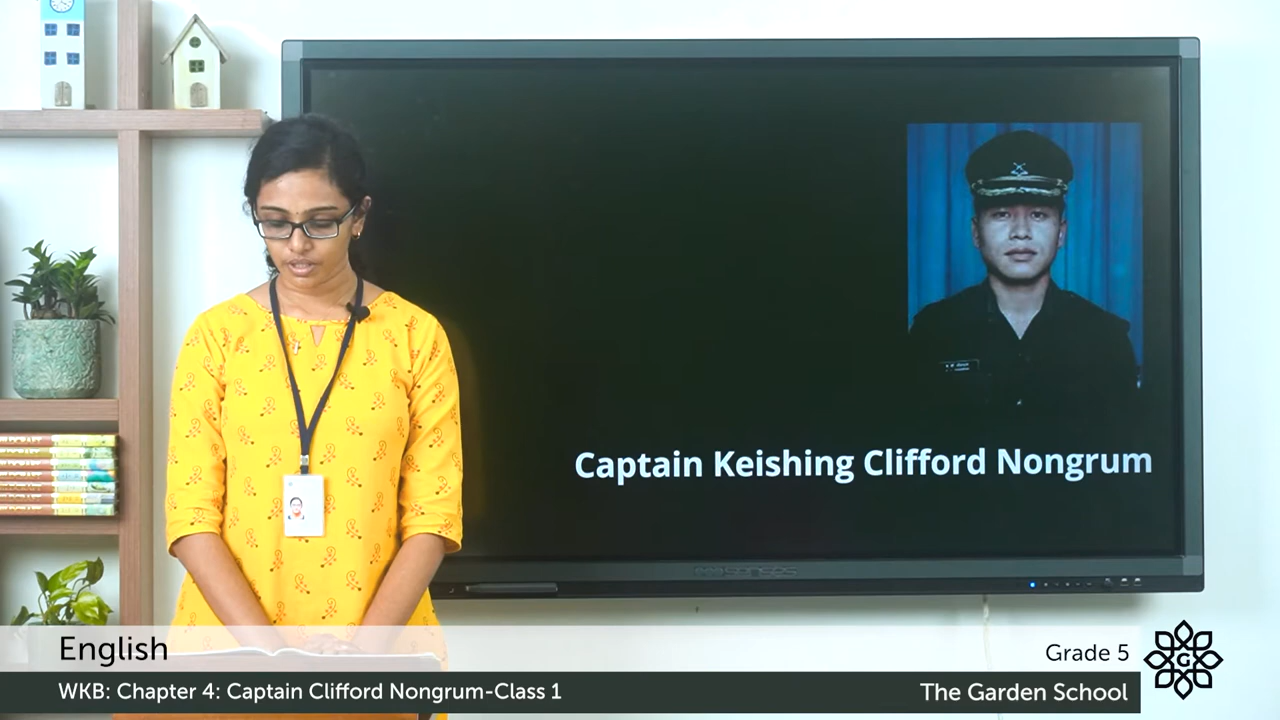 Captain Keishing Clifford Nongrum
English
Grade 5
G
WKB: Chapter 4: Captain Clifford Nongrum-Class 1
The Garden School